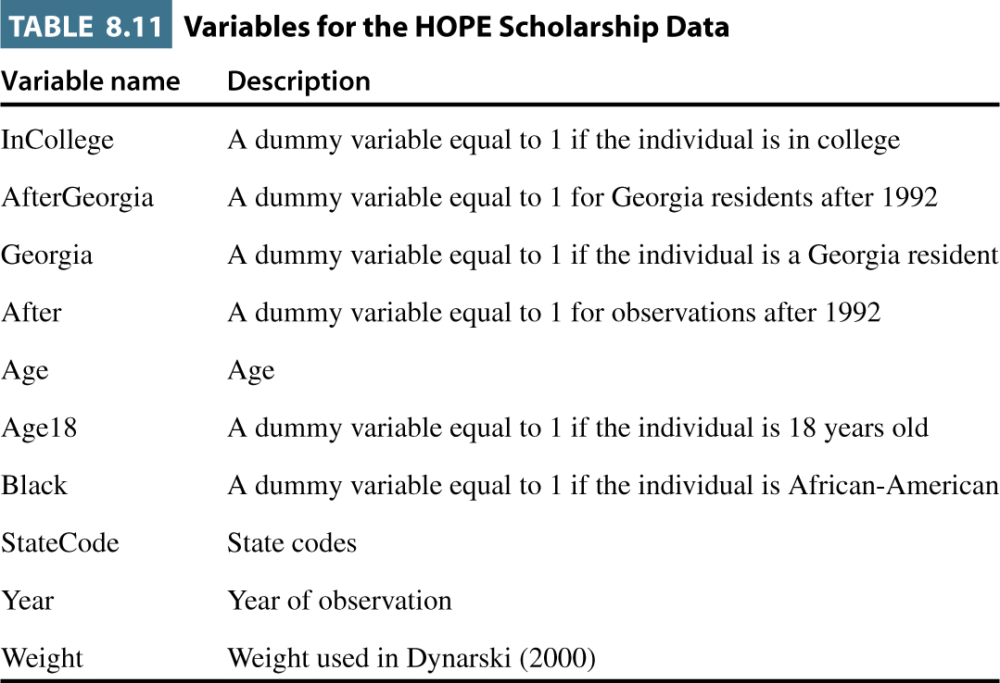 TABLE 8.11 Variables for the HOPE Scholarship Data
Variable name Description
InCollege A dummy variable equal to 1 if the individual is in college
AfterGeorgia A dummy variable equal to 1 for Georgia residents after 1992
Georgia A dummy variable equal to 1 if the individual is a Georgia resident
After A dummy variable equal to 1 for observations after 1992
Age Age
Age18 A dummy variable equal to 1 if the individual is 18 years old
Black A dummy variable equal to 1 if the individual is African-American
StateCode State codes
Year Year of observation
Weight Weight used in Dynarski (2000)